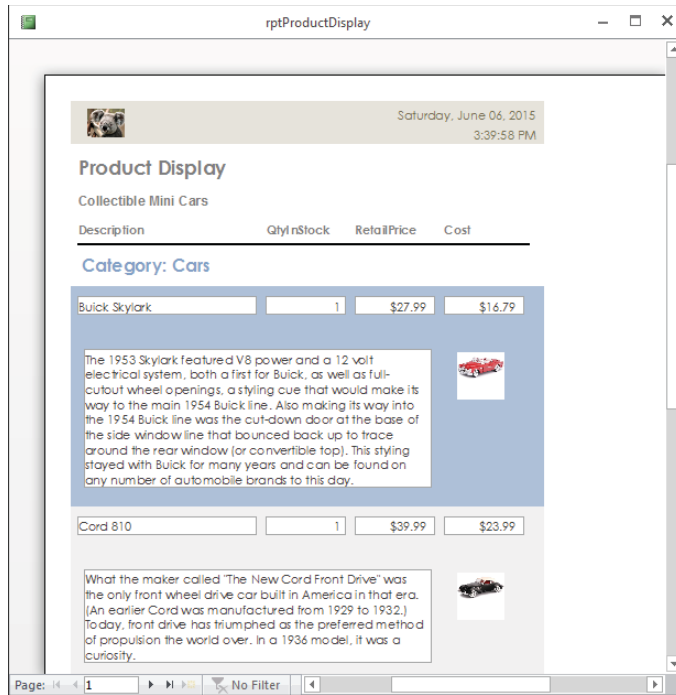 rptProductDisplay
Saturday, June 06, 2015
3:39:58 PM
Product Display
Collectible Mini Cars
Description QtyInStock RetailPrice Cost
Category: Cars
Buick Skylark 1 $27.99 $16.79
The 1953 Skylark featured V8 power and a 12 volt
electrical system, both a first for Buick, as well as full-
cutout wheel openings, a styling cue that would make its
way to the main 1954 Buick line. Also making its way into
the 1954 Buick line was the cut-down door at the base of
the side window line that bounced back up to trace
around the rear window (or convertible top). This styling
stayed with Buick for many years and can be found on
any number of automobile brands to this day.
Cord 810 1 $39.99 $23.99
What the maker called "The New Cord Front Drive" was
the only front wheel drive car built in America in that era.
(An earlier Cord was manufactured from 1929 to 1932.)
Today, front drive has triumphed as the preferred method
of propulsion the world over. In a 1936 model, it was a
curiosity.
Page: 1 No Filter